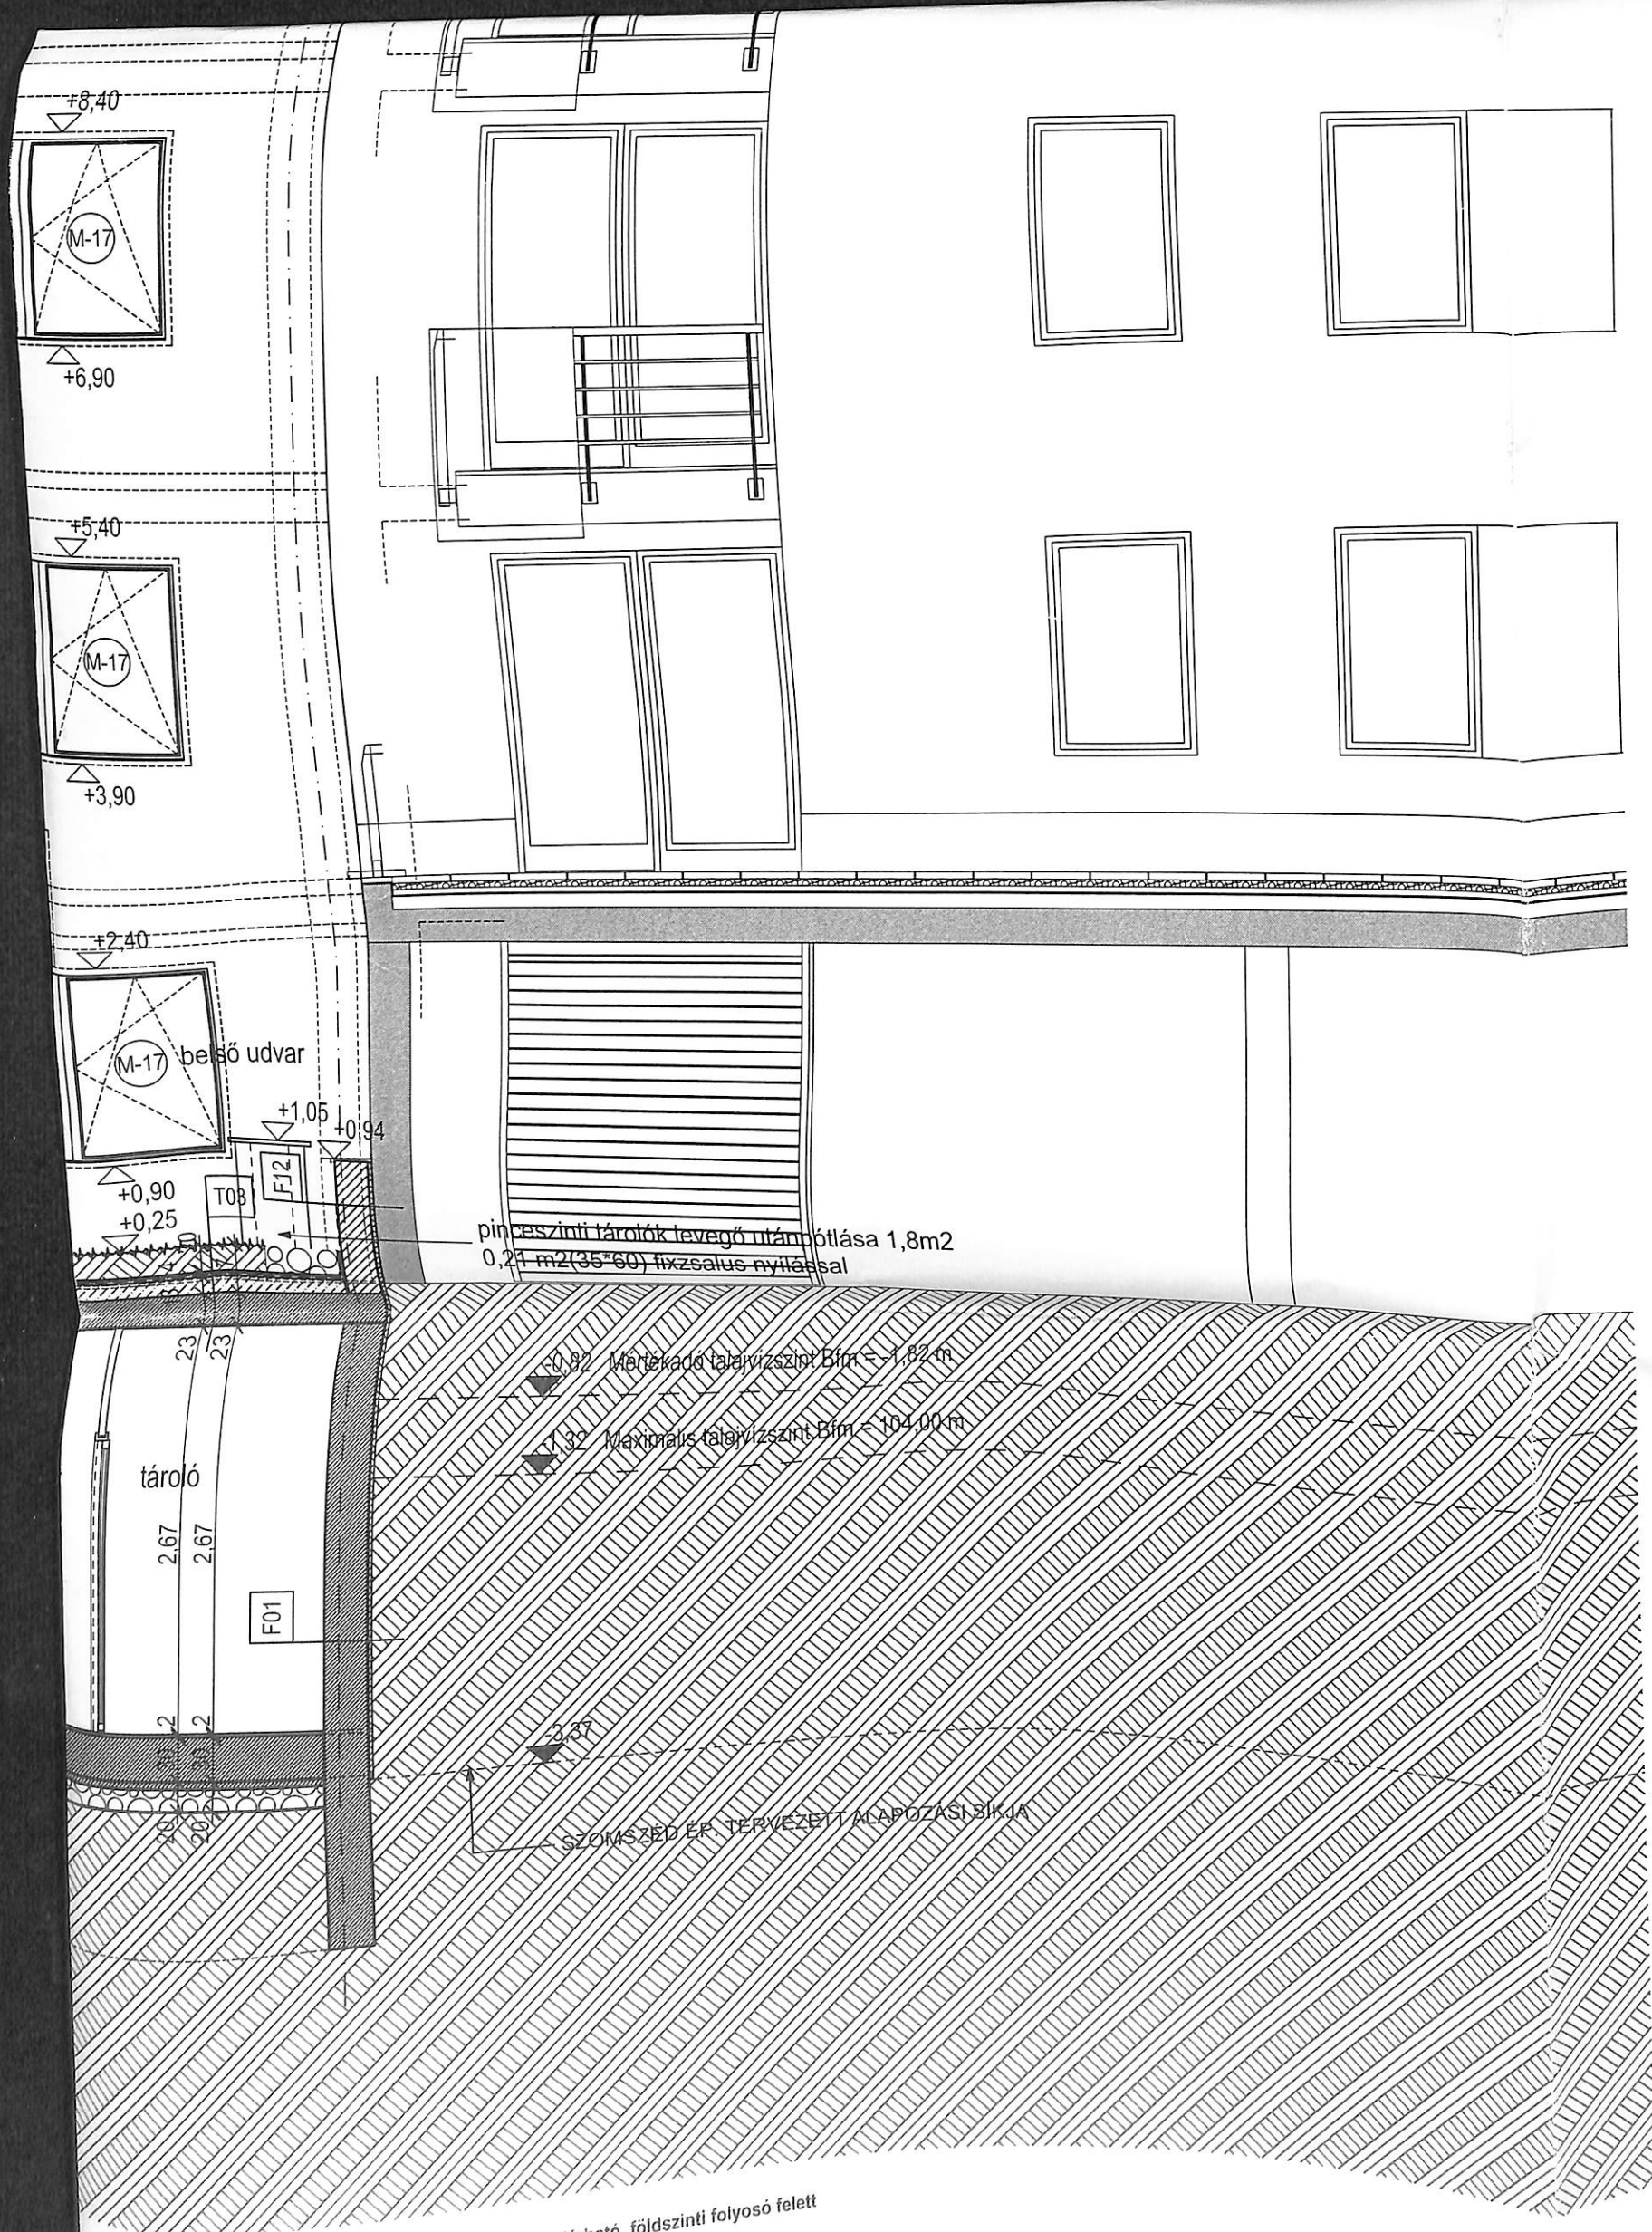 +8,40
M-17
+6,90
+5,40
M-17
+3,90
+2,40
M-17
belső udvar
+1,05
+0,94
+0,90
T03
F12
+0,25
pinceszinti tárolók levegő utánpótlása 1,8m2
0,21 m2(35*60) fixzsalus nyílással
23
23
-0,82 Mértékadó talajvízszint Bfm = -1,82 m
-1,32 Maximális talajvízszint Bfm = 104,00 m
tároló
2,67
2,67
F01
2
2
-3,37
30
30
20
20
SZOMSZÉD ÉP. TERVEZETT ALAPOZÁSI SÍKJA
földszinti folyosó felett